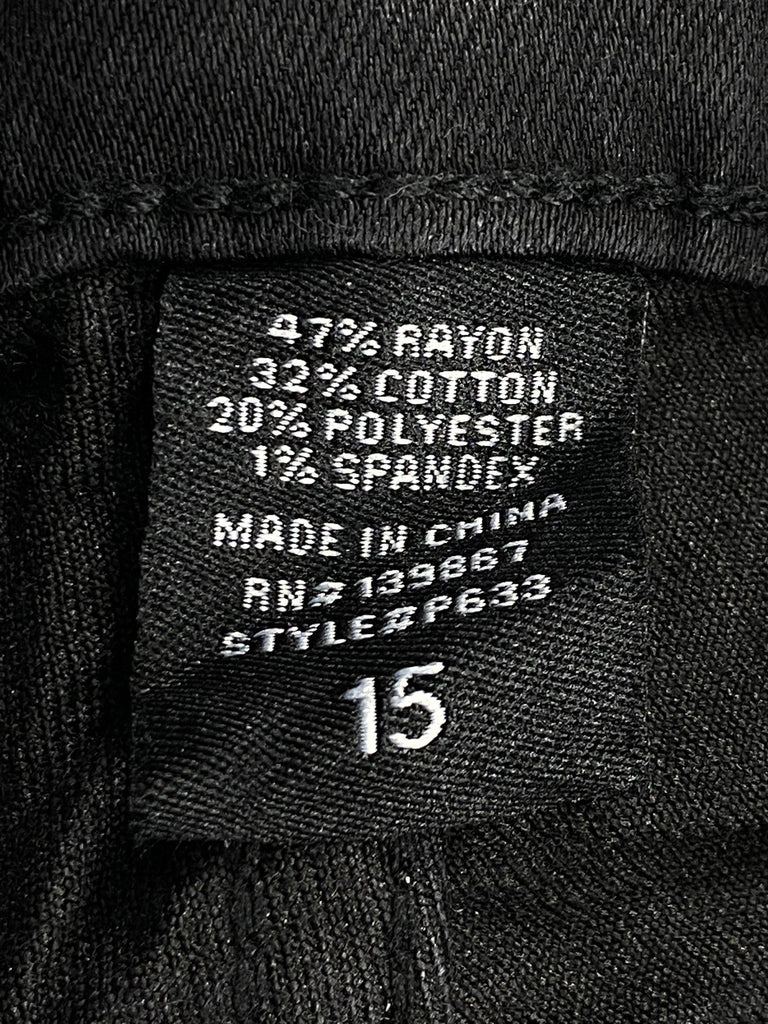 47% RAYON
32% COTTON
20% POLYESTER
1% SPANDEX
MADE IN CHINA
RN#139867
STYLE#P633
15